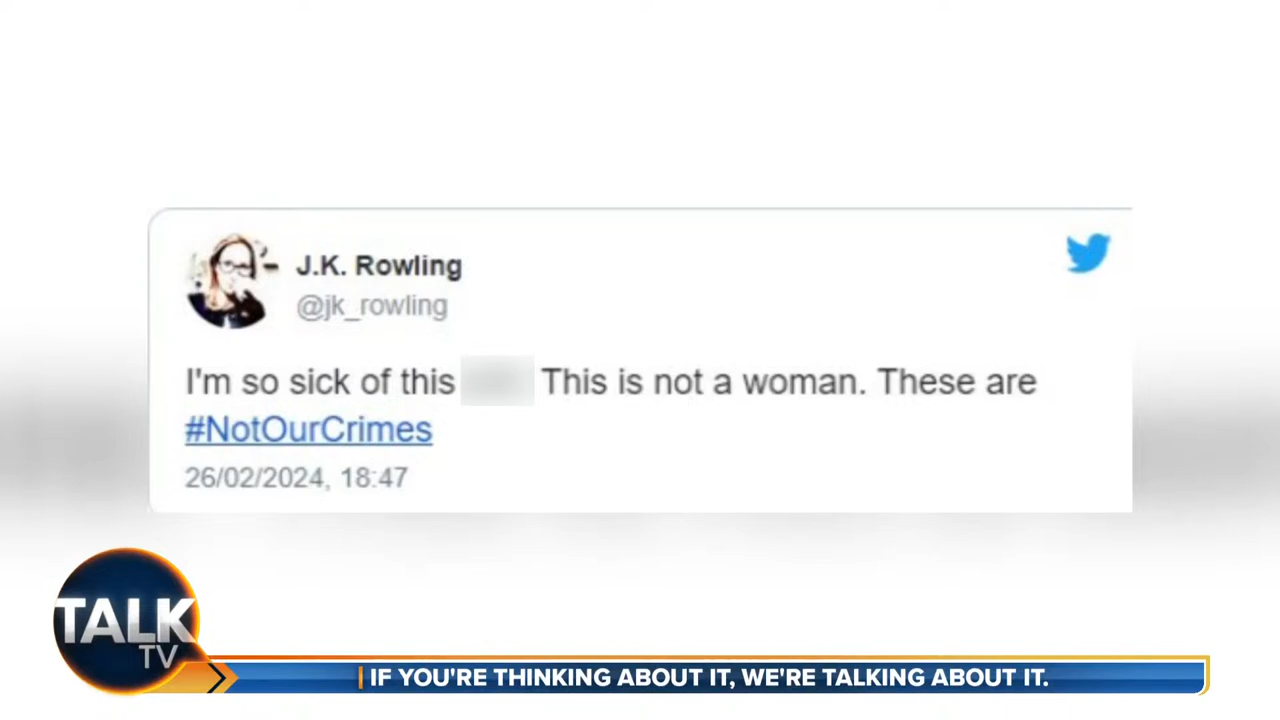 J.K. Rowling
@jk_rowling
I'm so sick of this This is not a woman. These are
#NotOurCrimes
26/02/2024, 18:47
TALK
TV
IF YOU'RE THINKING ABOUT IT, WE'RE TALKING ABOUT IT.